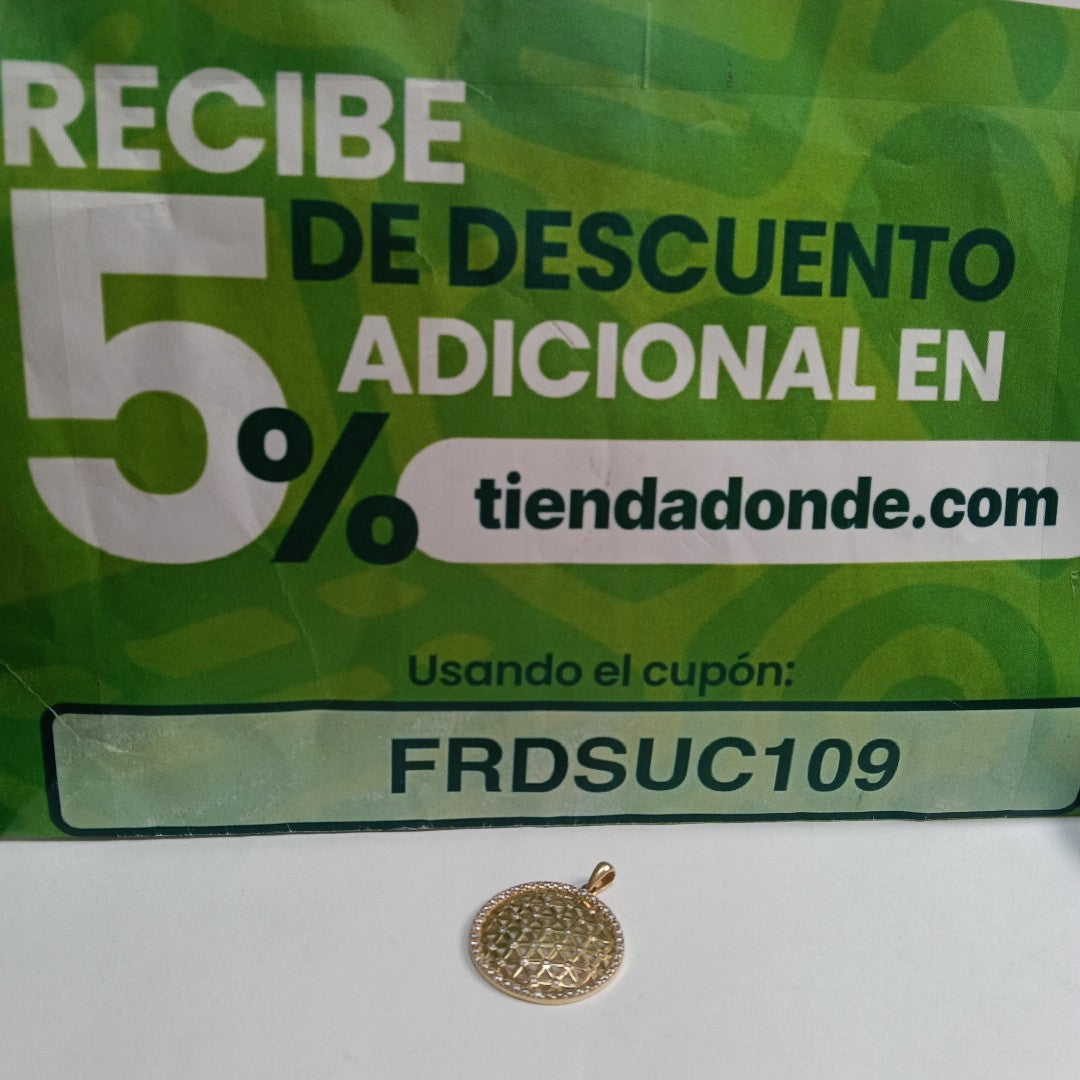 RECIBE
5% DE DESCUENTO
ADICIONAL EN
tiendadonde.com
Usando el cupón:
FRDSUC109